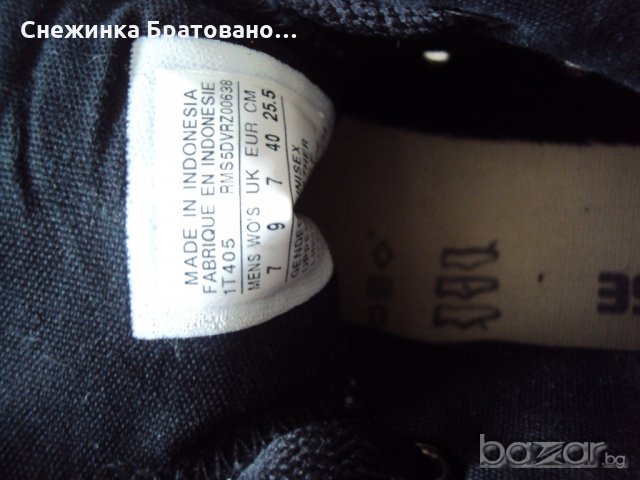 Снежинка Братовано...
MADE IN INDONESIA
FABRIQUE EN INDONESIE
1T405 RMS5DVRZ00638
MENS WO'S UK EUR CM
7 9 7 40 25.5
bazar.bg